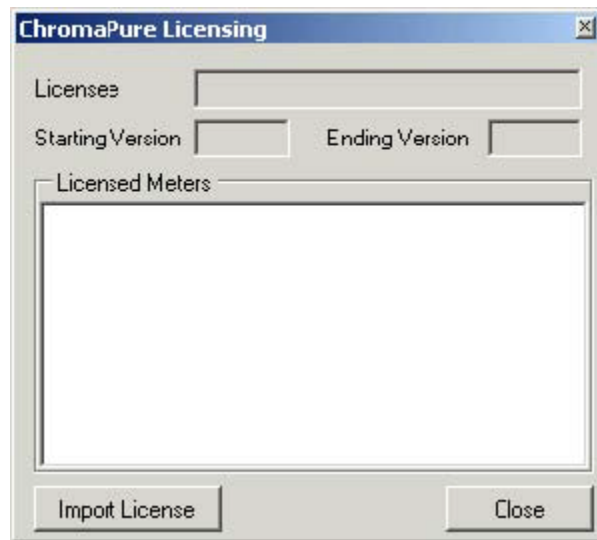 ChromaPure Licensing
Licensee
Starting Version Ending Version
Licensed Meters
Import License Close